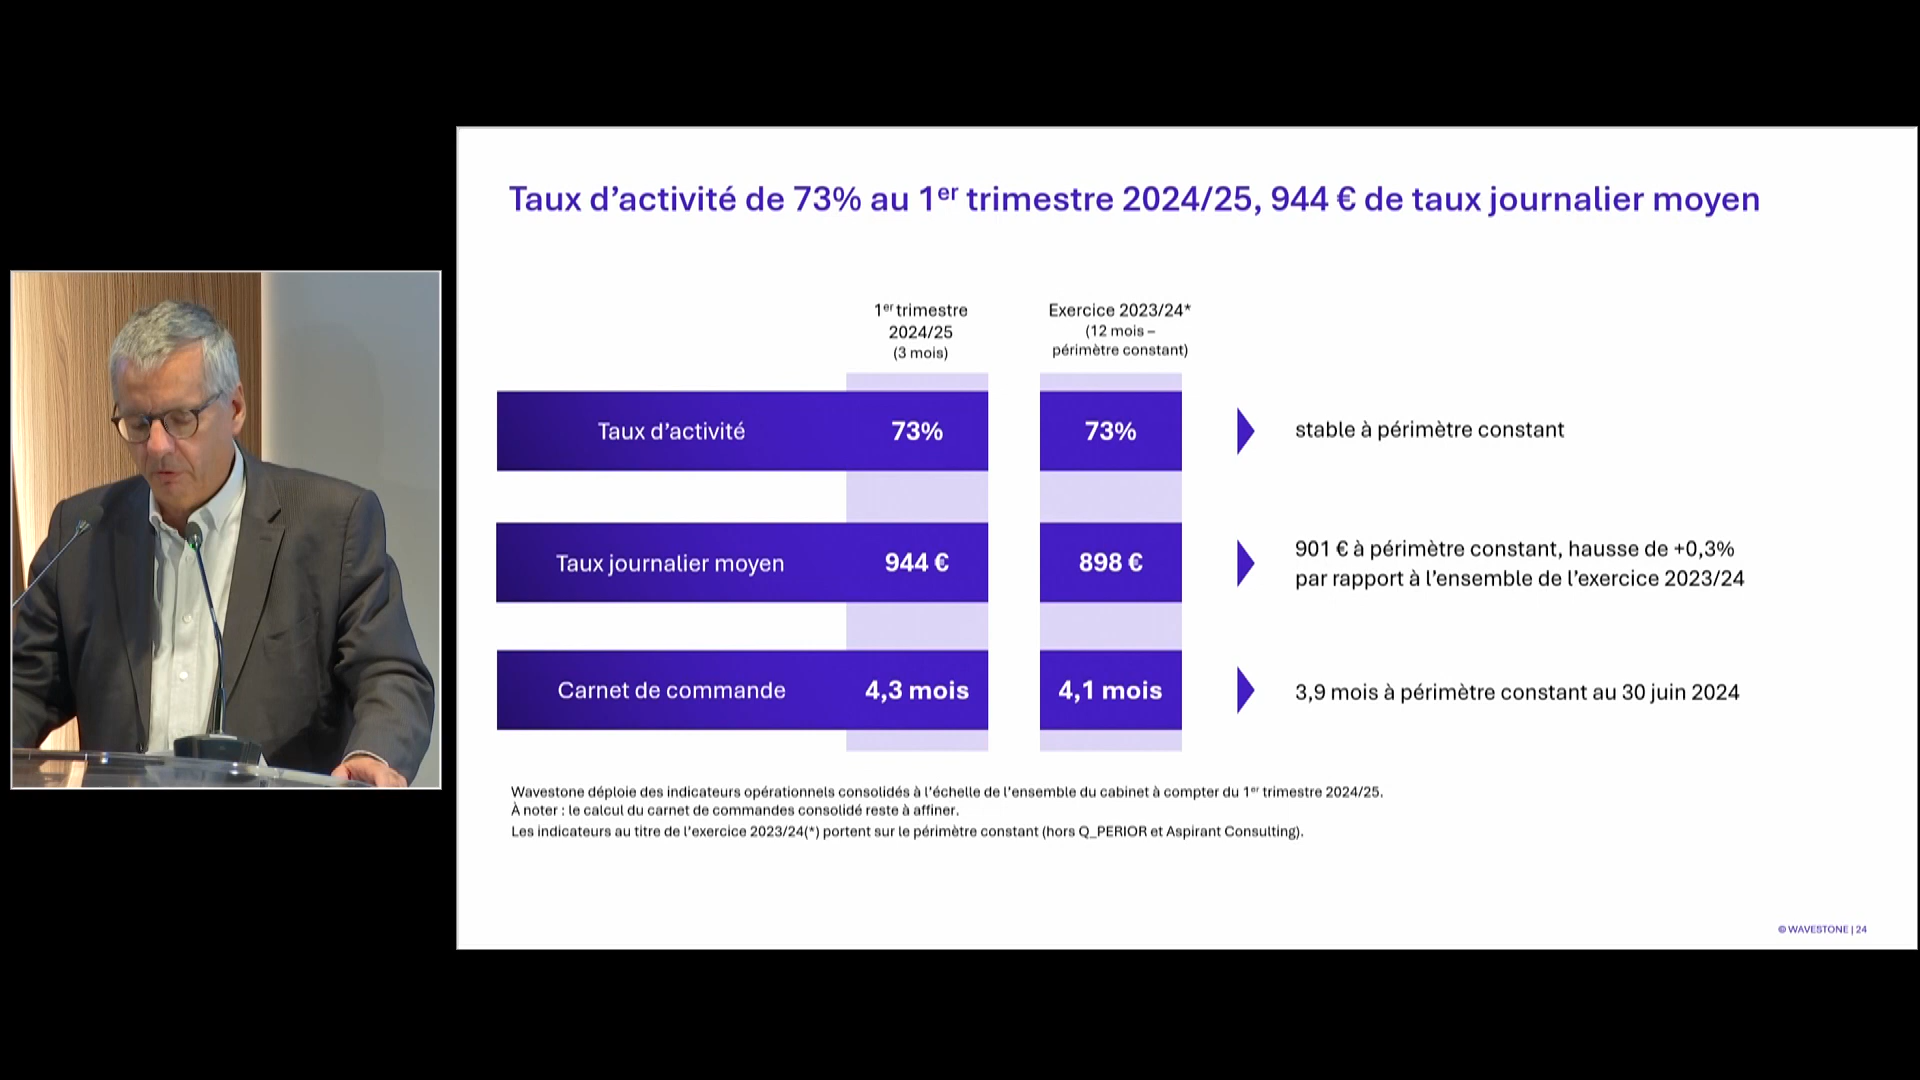 Taux d’activité de 73% au 1er trimestre 2024/25, 944 € de taux journalier moyen
1er trimestre
2024/25
(3 mois)
Exercice 2023/24*
(12 mois –
périmètre constant)
Taux d’activité
73%
73%
stable à périmètre constant
Taux journalier moyen
944 €
898 €
901 € à périmètre constant, hausse de +0,3%
par rapport à l’ensemble de l’exercice 2023/24
Carnet de commande
4,3 mois
4,1 mois
3,9 mois à périmètre constant au 30 juin 2024
Wavestone déploie des indicateurs opérationnels consolidés à l’échelle de l’ensemble du cabinet à compter du 1er trimestre 2024/25.
À noter : le calcul du carnet de commandes consolidé reste à affiner.
Les indicateurs au titre de l’exercice 2023/24(*) portent sur le périmètre constant (hors Q_PERIOR et Aspirant Consulting).
© WAVESTONE | 24